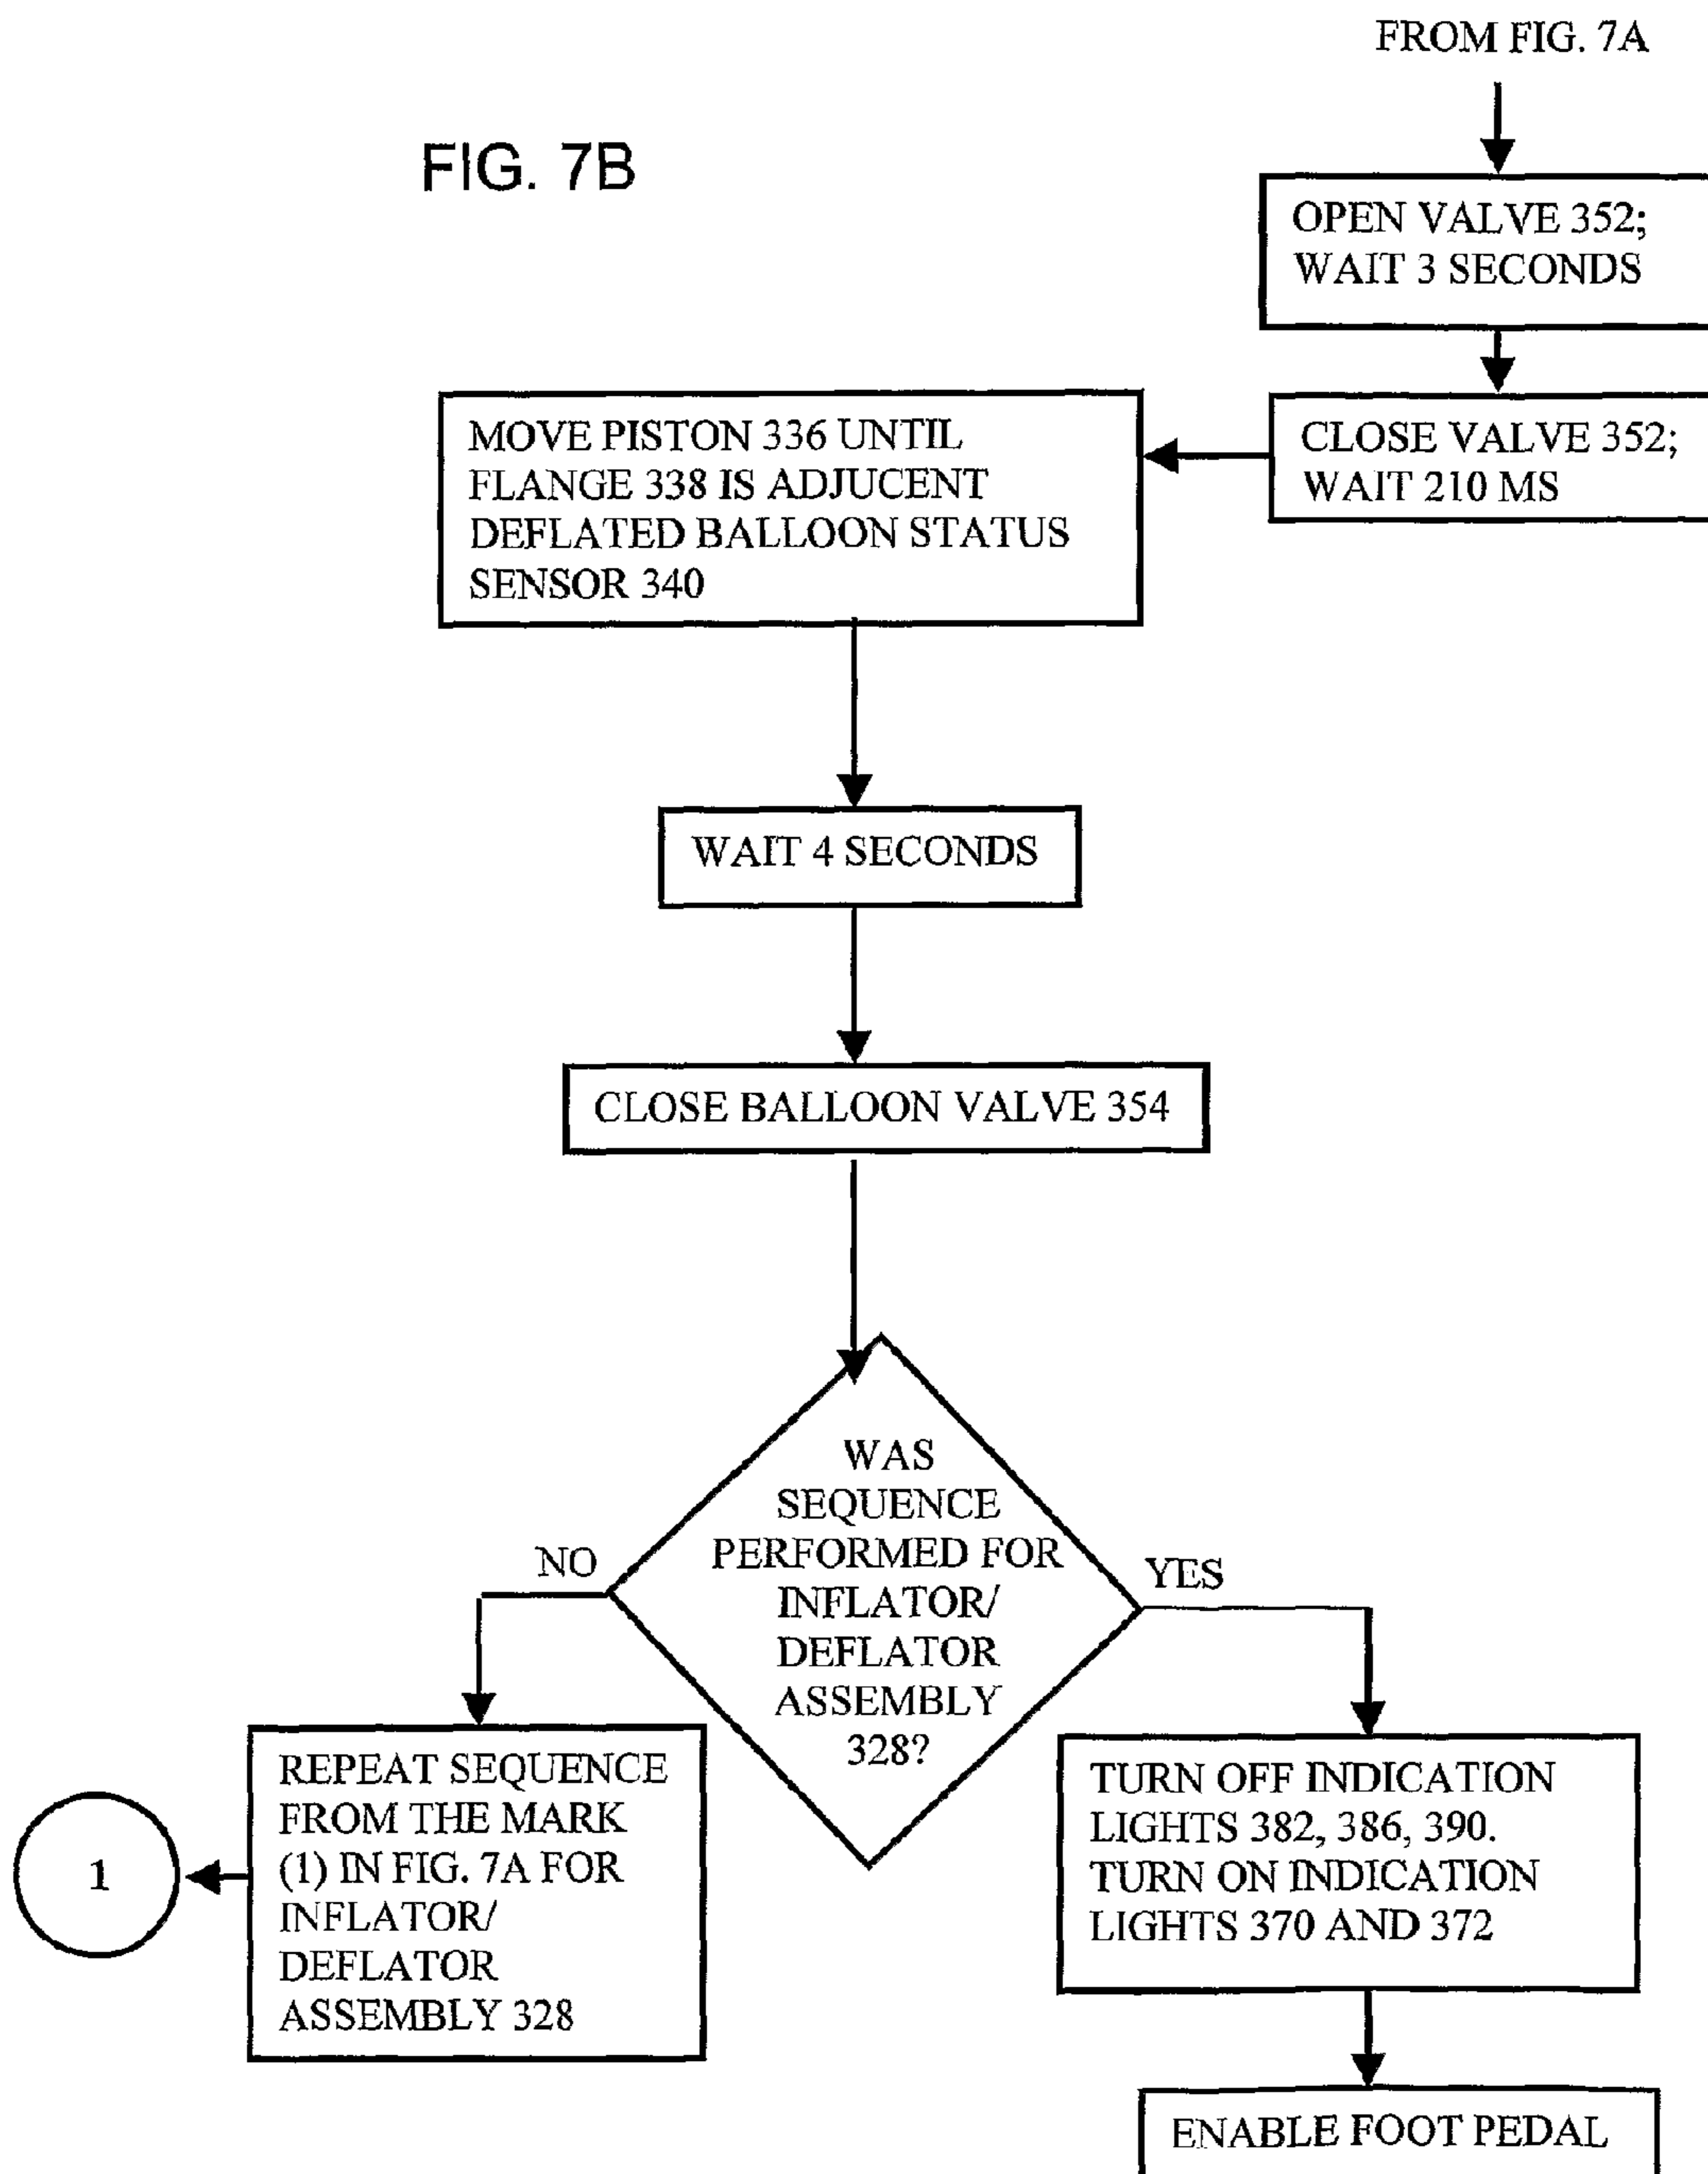 FROM FIG. 7A
FIG. 7B
OPEN VALVE 352;
WAIT 3 SECONDS
CLOSE VALVE 352;
WAIT 210 MS
MOVE PISTON 336 UNTIL
FLANGE 338 IS ADJUCENT
DEFLATED BALLOON STATUS
SENSOR 340
WAIT 4 SECONDS
CLOSE BALLOON VALVE 354
WAS
SEQUENCE
PERFORMED FOR
INFLATOR/
DEFLATOR
ASSEMBLY
328?
NO
YES
REPEAT SEQUENCE
FROM THE MARK
(1) IN FIG. 7A FOR
INFLATOR/
DEFLATOR
ASSEMBLY 328
1
TURN OFF INDICATION
LIGHTS 382, 386, 390.
TURN ON INDICATION
LIGHTS 370 AND 372
ENABLE FOOT PEDAL